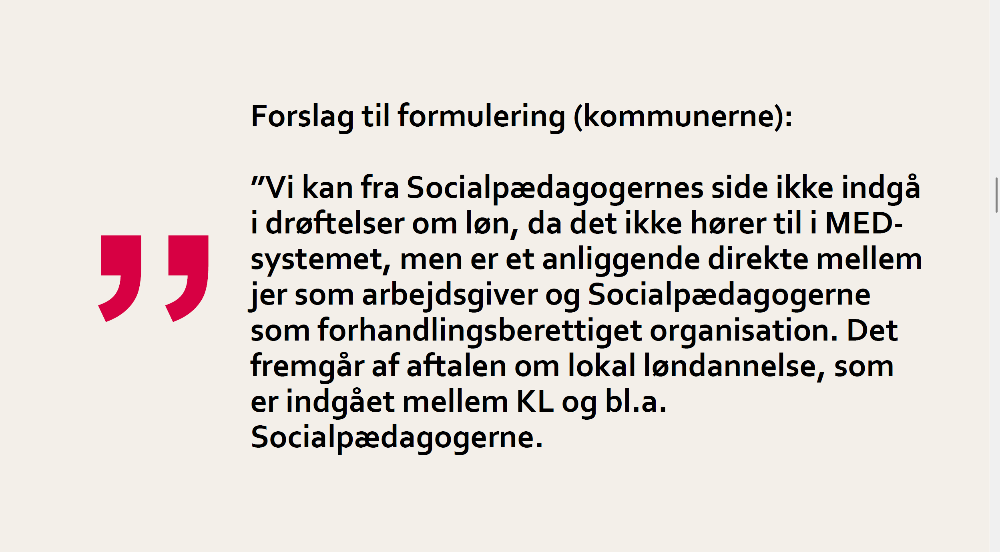 Forslag til formulering (kommunerne):
”Vi kan fra Socialpædagogernes side ikke indgå
i drøftelser om løn, da det ikke hører til i MED-
systemet, men er et anliggende direkte mellem
jer som arbejdsgiver og Socialpædagogerne
som forhandlingsberettiget organisation. Det
fremgår af aftalen om lokal løndannelse, som
er indgået mellem KL og bl.a.
Socialpædagogerne.